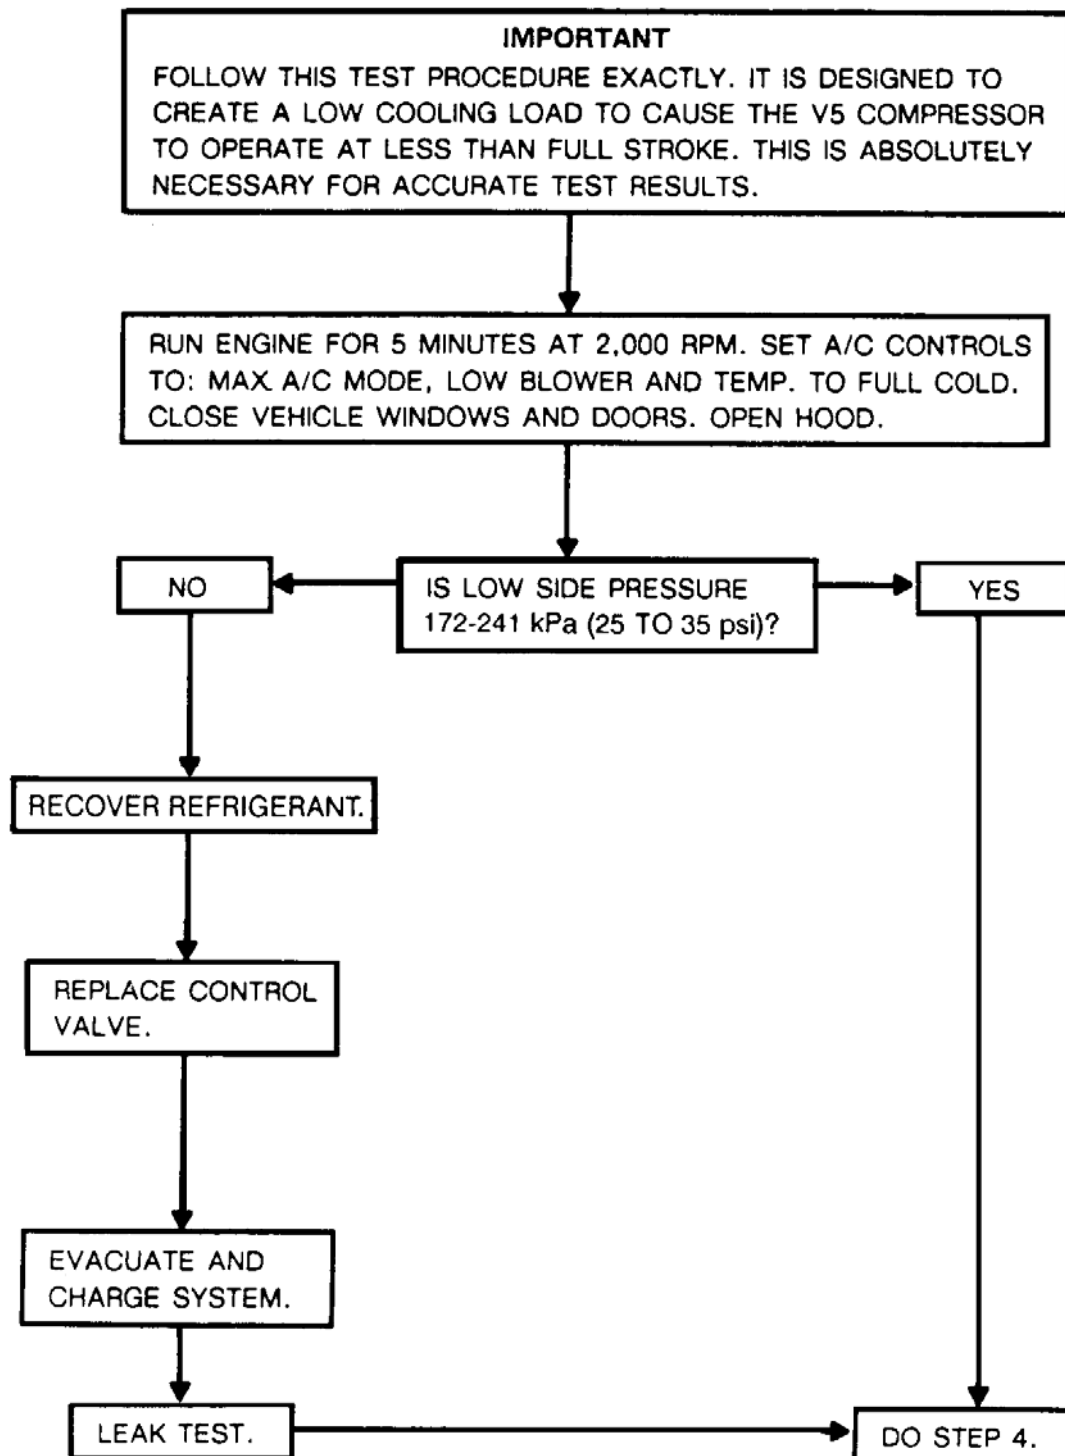 IMPORTANT
FOLLOW THIS TEST PROCEDURE EXACTLY. IT IS DESIGNED TO
CREATE A LOW COOLING LOAD TO CAUSE THE V5 COMPRESSOR
TO OPERATE AT LESS THAN FULL STROKE. THIS IS ABSOLUTELY
NECESSARY FOR ACCURATE TEST RESULTS.
RUN ENGINE FOR 5 MINUTES AT 2,000 RPM. SET A/C CONTROLS
TO: MAX. A/C MODE, LOW BLOWER AND TEMP. TO FULL COLD.
CLOSE VEHICLE WINDOWS AND DOORS. OPEN HOOD.
NO
IS LOW SIDE PRESSURE
172-241 kPa (25 TO 35 psi)?
YES
RECOVER REFRIGERANT.
REPLACE CONTROL
VALVE.
EVACUATE AND
CHARGE SYSTEM.
LEAK TEST.
DO STEP 4.